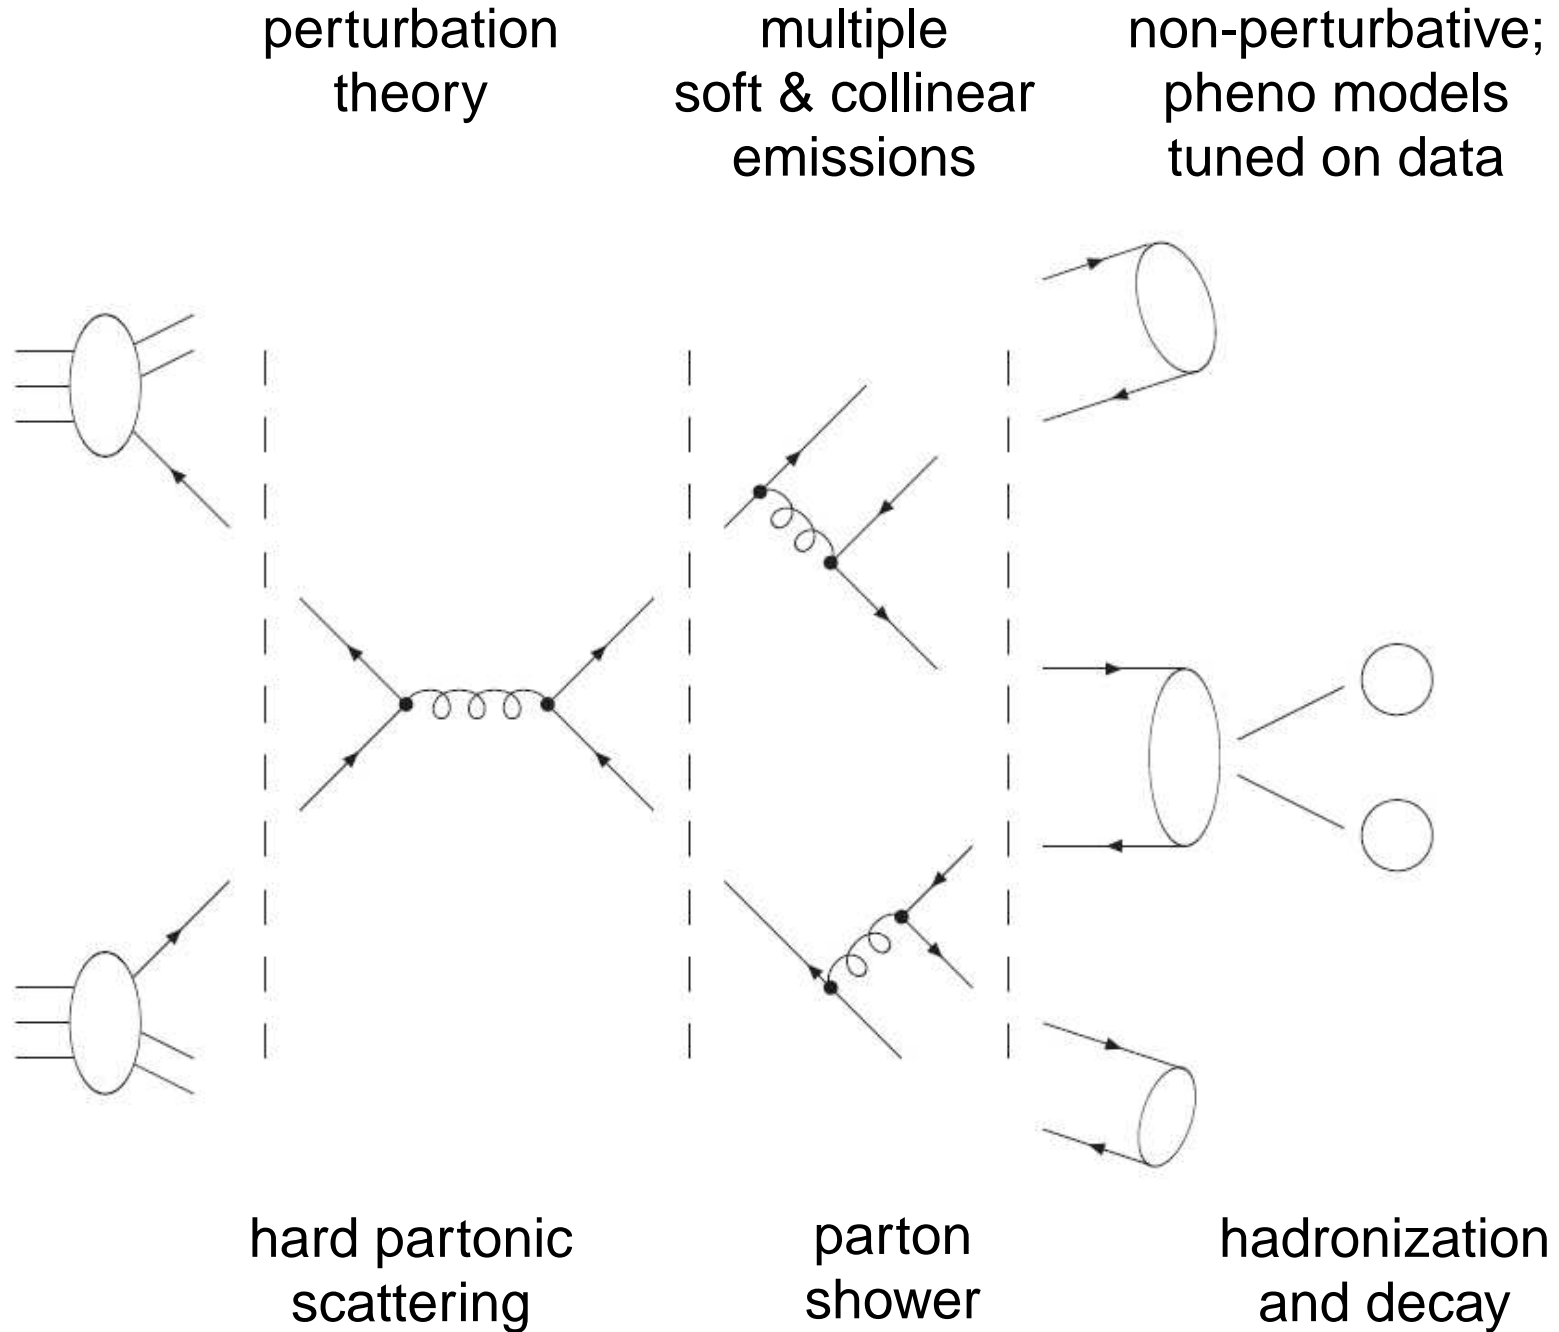 perturbation
theory
multiple
soft & collinear
emissions
non-perturbative;
pheno models
tuned on data
hard partonic
scattering
parton
shower
hadronization
and decay